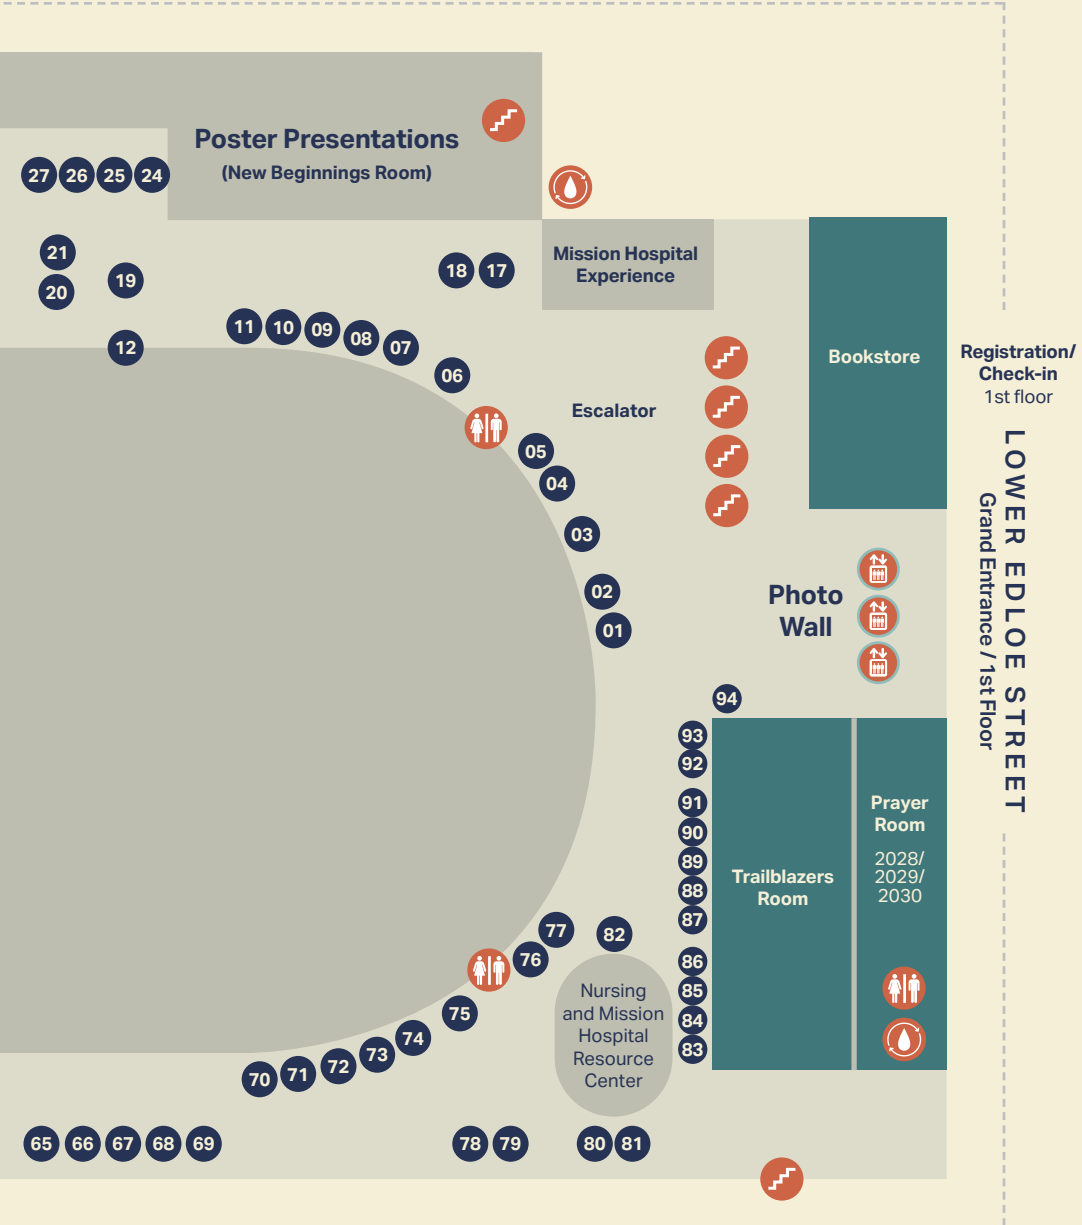 Poster Presentations
(New Beginnings Room)
27 26 25 24
21
20
19
18 17
Mission Hospital
Experience
12
11 10 09 08 07
06
05
04
03
02
01
Escalator
Bookstore
Registration/
Check-in
1st floor
LOWER EDLOE STREET
Grand Entrance / 1st Floor
Photo
Wall
94
93
92
91
90
89
88
87
86
85
84
83
Trailblazers
Room
Prayer
Room
2028/
2029/
2030
77
76
75
74
73
72
71
70
82
Nursing
and Mission
Hospital
Resource
Center
65 66 67 68 69
78 79
80 81